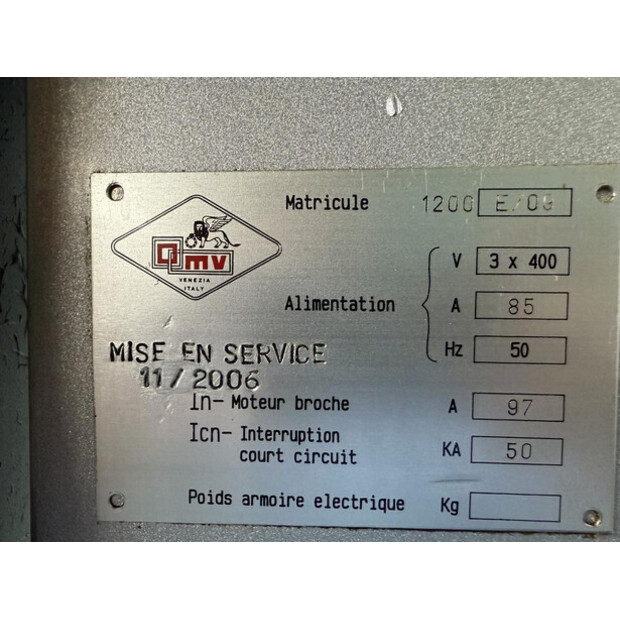 Matricule 1200 E/09
OMV
VENEZIA
ITALY
V 3 x 400
Alimentation A 85
Hz 50
MISE EN SERVICE
11/2006
In- Moteur broche A 97
Icn- Interruption
court circuit KA 50
Poids armoire electrique Kg